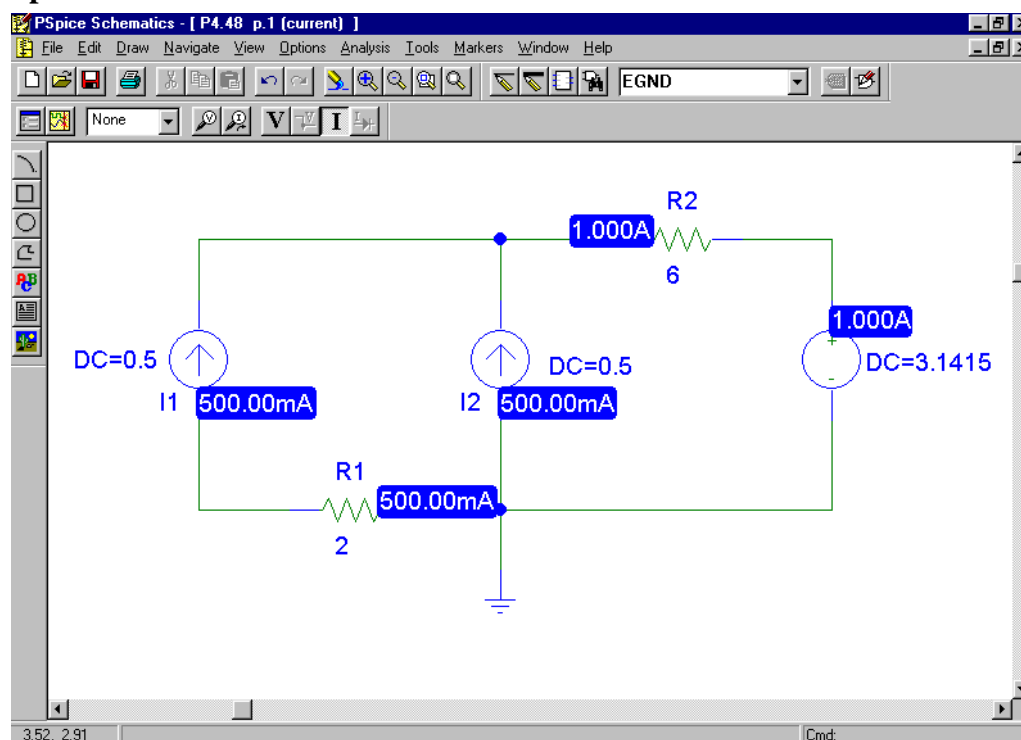 PSpice Schematics - [ P4.48 p.1 (current) ]
File Edit Draw Navigate View Options Analysis Tools Markers Window Help
EGND
None
V V I I
ABC
R2
1.000A
6
1.000A
DC=0.5
DC=0.5
DC=3.1415
+
-
I1
500.00mA
I2
500.00mA
R1
500.00mA
2
3.52, 2.91
Cmd: